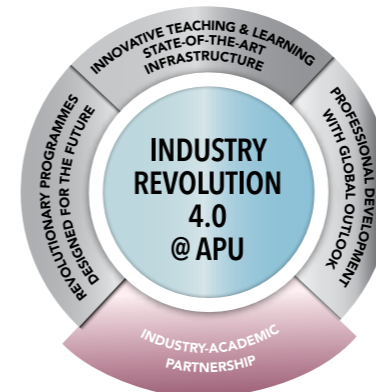 INNOVATIVE TEACHING & LEARNING
STATE-OF-THE-ART
INFRASTRUCTURE
REVOLUTIONARY PROGRAMMES
DESIGNED FOR THE FUTURE
INDUSTRY
REVOLUTION
4.0
@ APU
PROFESSIONAL DEVELOPMENT
WITH GLOBAL OUTLOOK
INDUSTRY-ACADEMIC
PARTNERSHIP